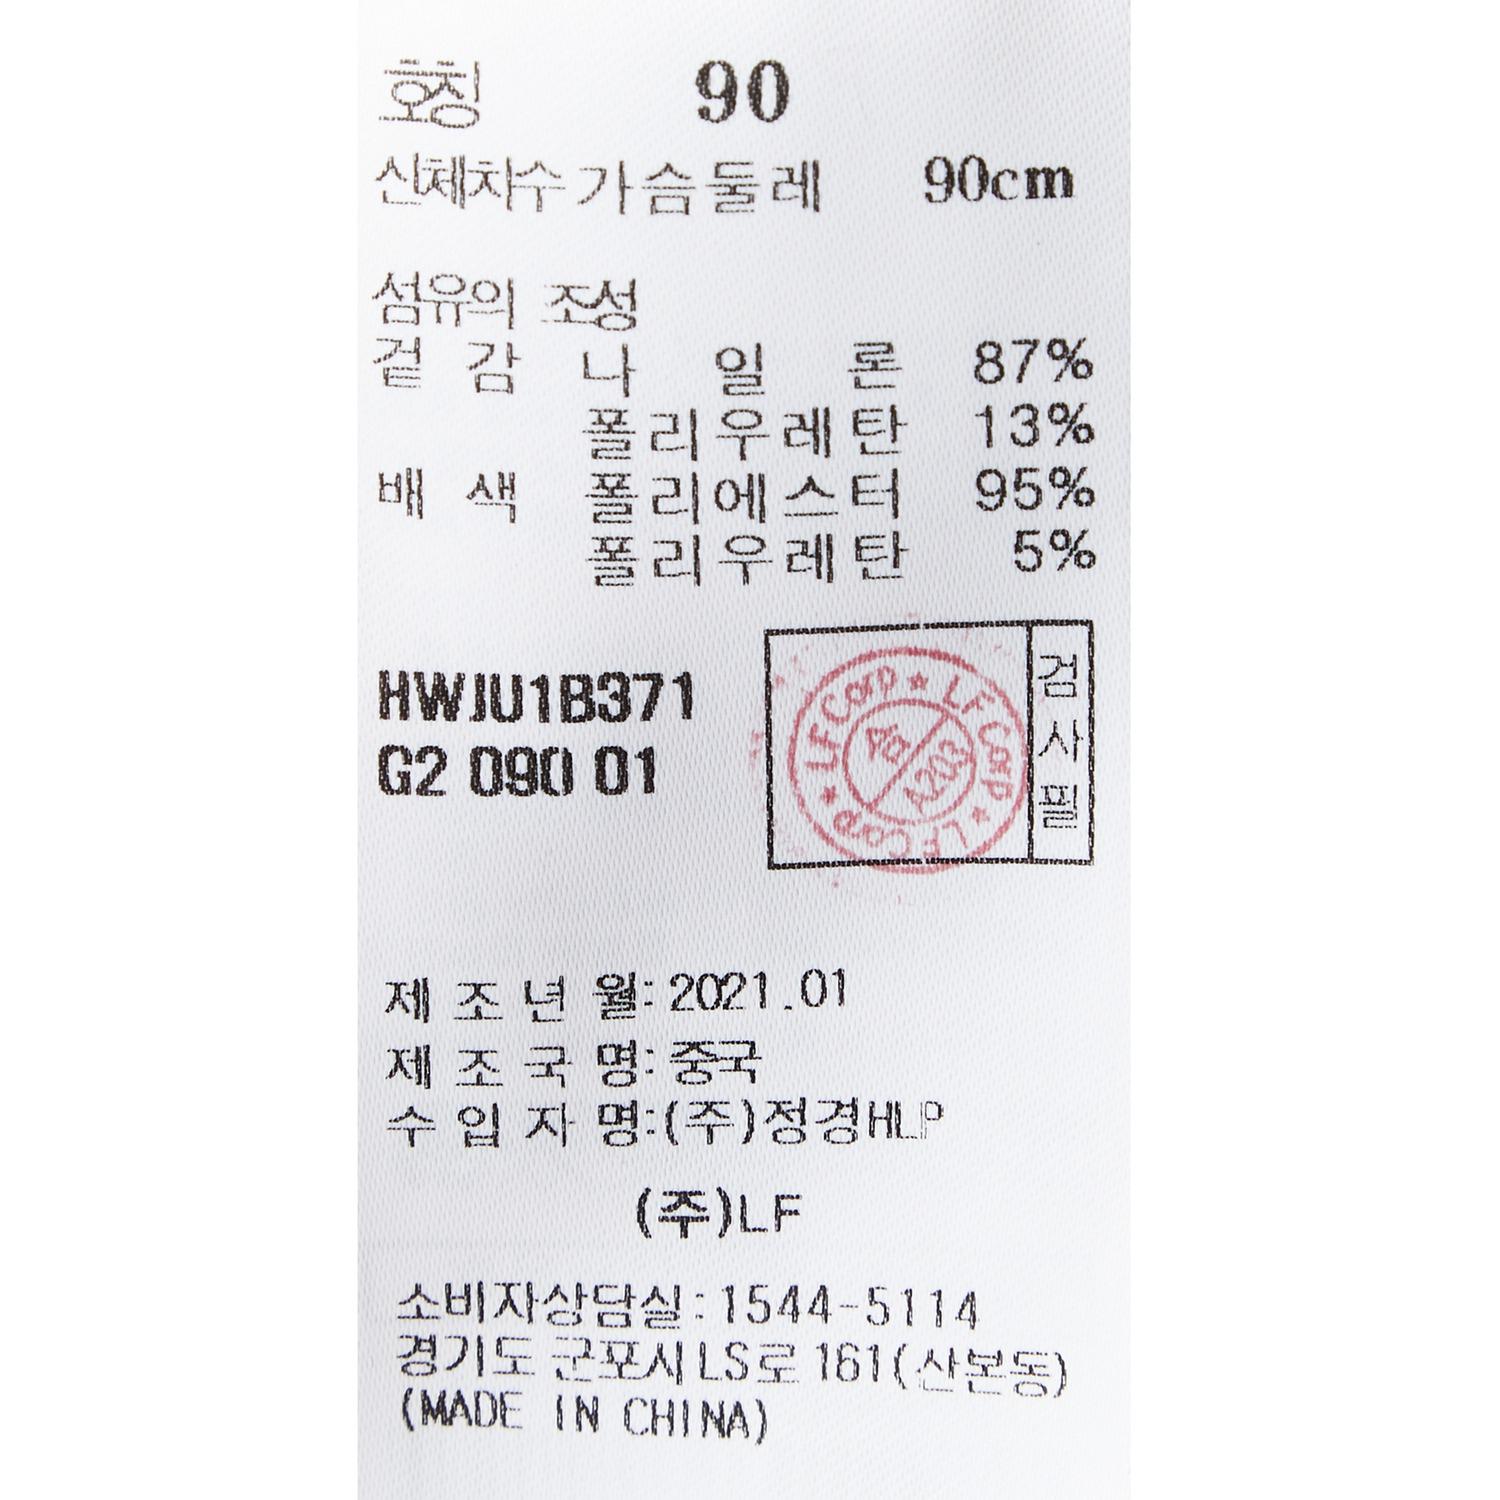 호칭 90
신체치수 가슴둘레 90cm
섬유의 조성
겉감 나일론 87%
폴리우레탄 13%
배색 폴리에스터 95%
폴리우레탄 5%
HWJU1B371
G2 090 01
LF Corp ★ LF Corp ★ LF Corp ★ LF Corp
검사필
제조년월: 2021.01
제조국명: 중국
수입자명: (주)정경HLP
(주)LF
소비자상담실: 1544-5114
경기도 군포시 LS로 161(산본동)
(MADE IN CHINA)